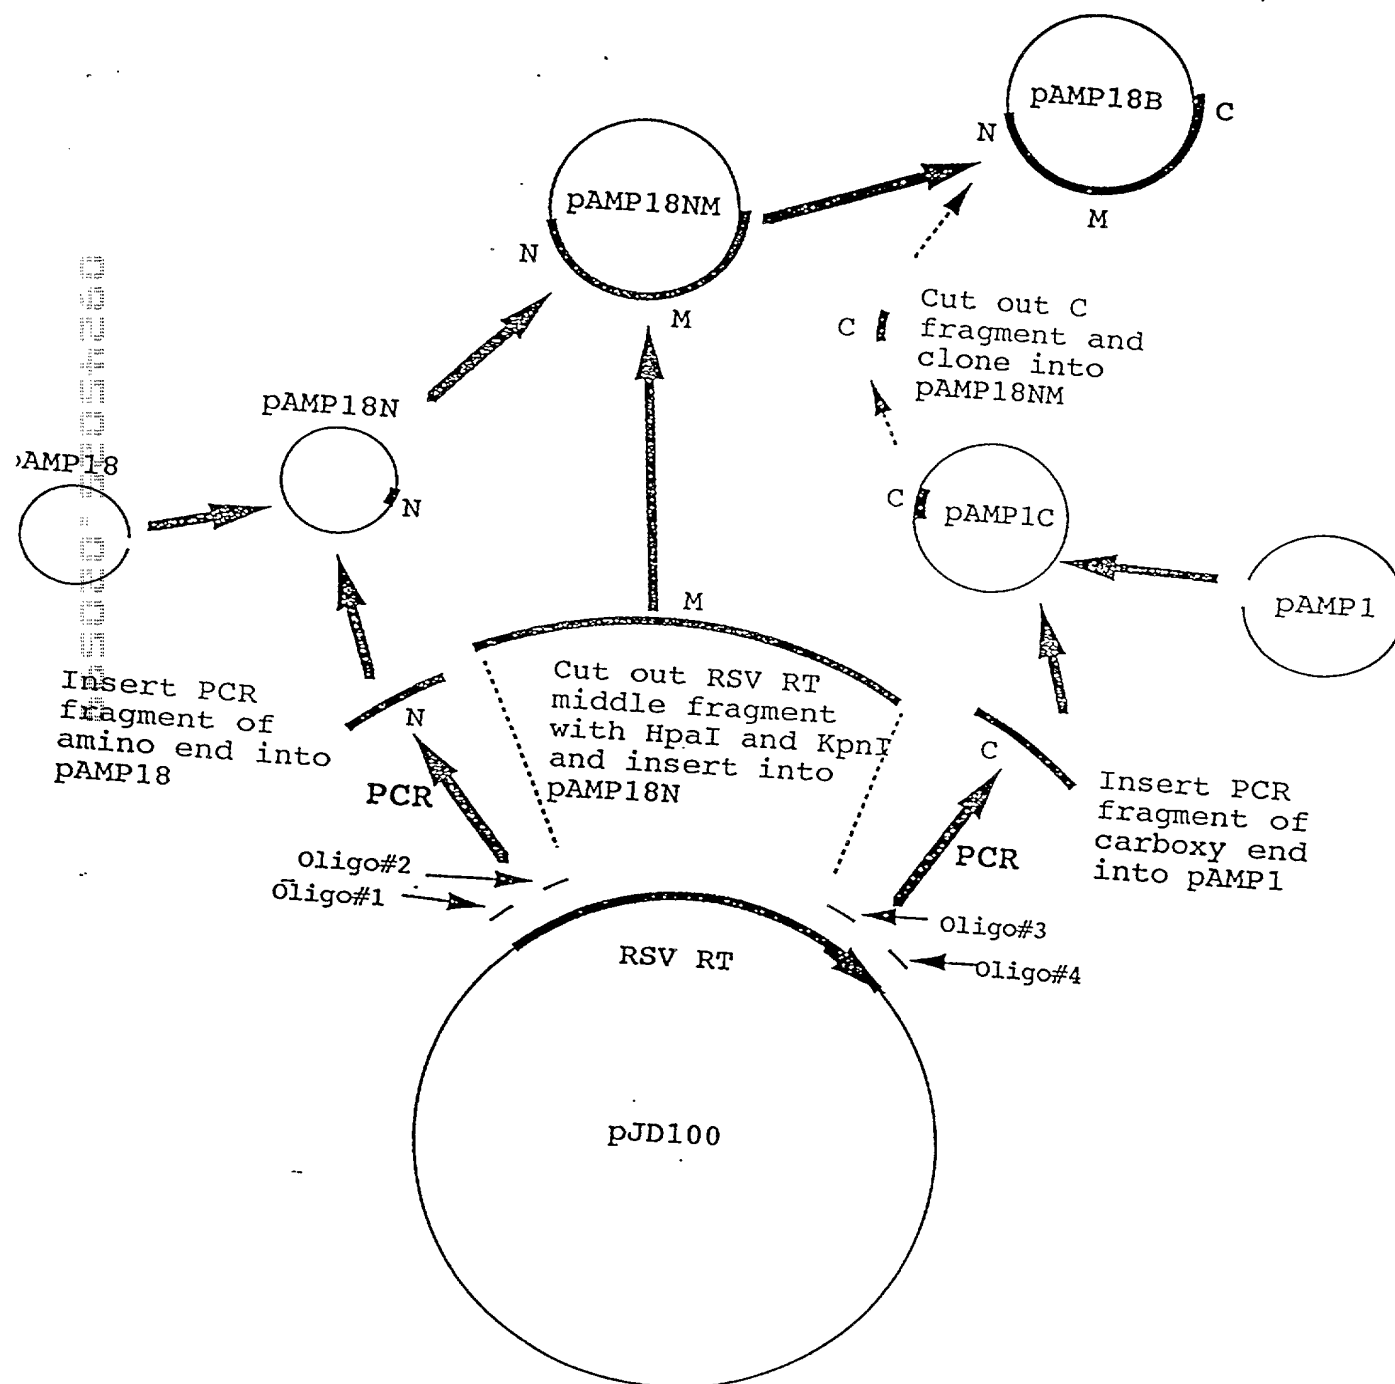 pAMP18B
C
N
M
pAMP18NM
N
M
Cut out C
fragment and
clone into
pAMP18NM
C
pAMP18N
N
AMP18
C
pAMP1C
pAMP1
M
Insert PCR
fragment of
amino end into
pAMP18
N
Cut out RSV RT
middle fragment
with HpaI and KpnI
and insert into
pAMP18N
C
Insert PCR
fragment of
carboxy end
into pAMP1
PCR
PCR
Oligo#2
Oligo#1
Oligo#3
Oligo#4
RSV RT
pJD100